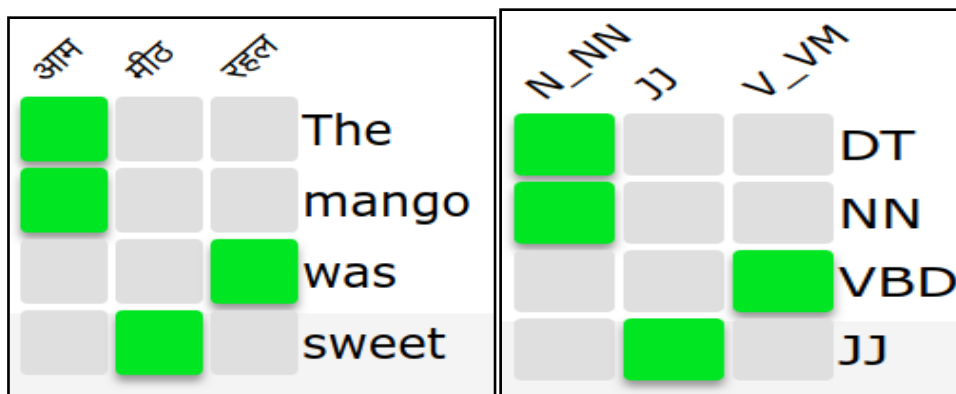 आम मीठ रहल
The
mango
was
sweet
N_NN JJ V_VM
DT
NN
VBD
JJ